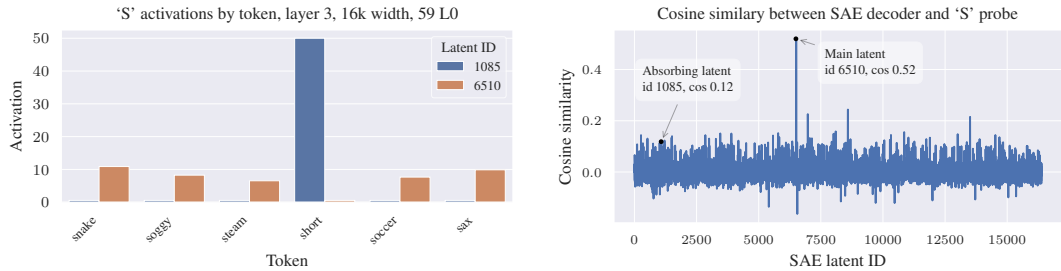 ‘S’ activations by token, layer 3, 16k width, 59 L0
50
40
30
20
10
0
Activation
Latent ID
1085
6510
snake
soggy
steam
short
soccer
sax
Token
Cosine similary between SAE decoder and ‘S’ probe
0.4
0.2
0.0
Cosine similarity
Absorbing latent
id 1085, cos 0.12
Main latent
id 6510, cos 0.52
0
2500
5000
7500
10000
12500
15000
SAE latent ID